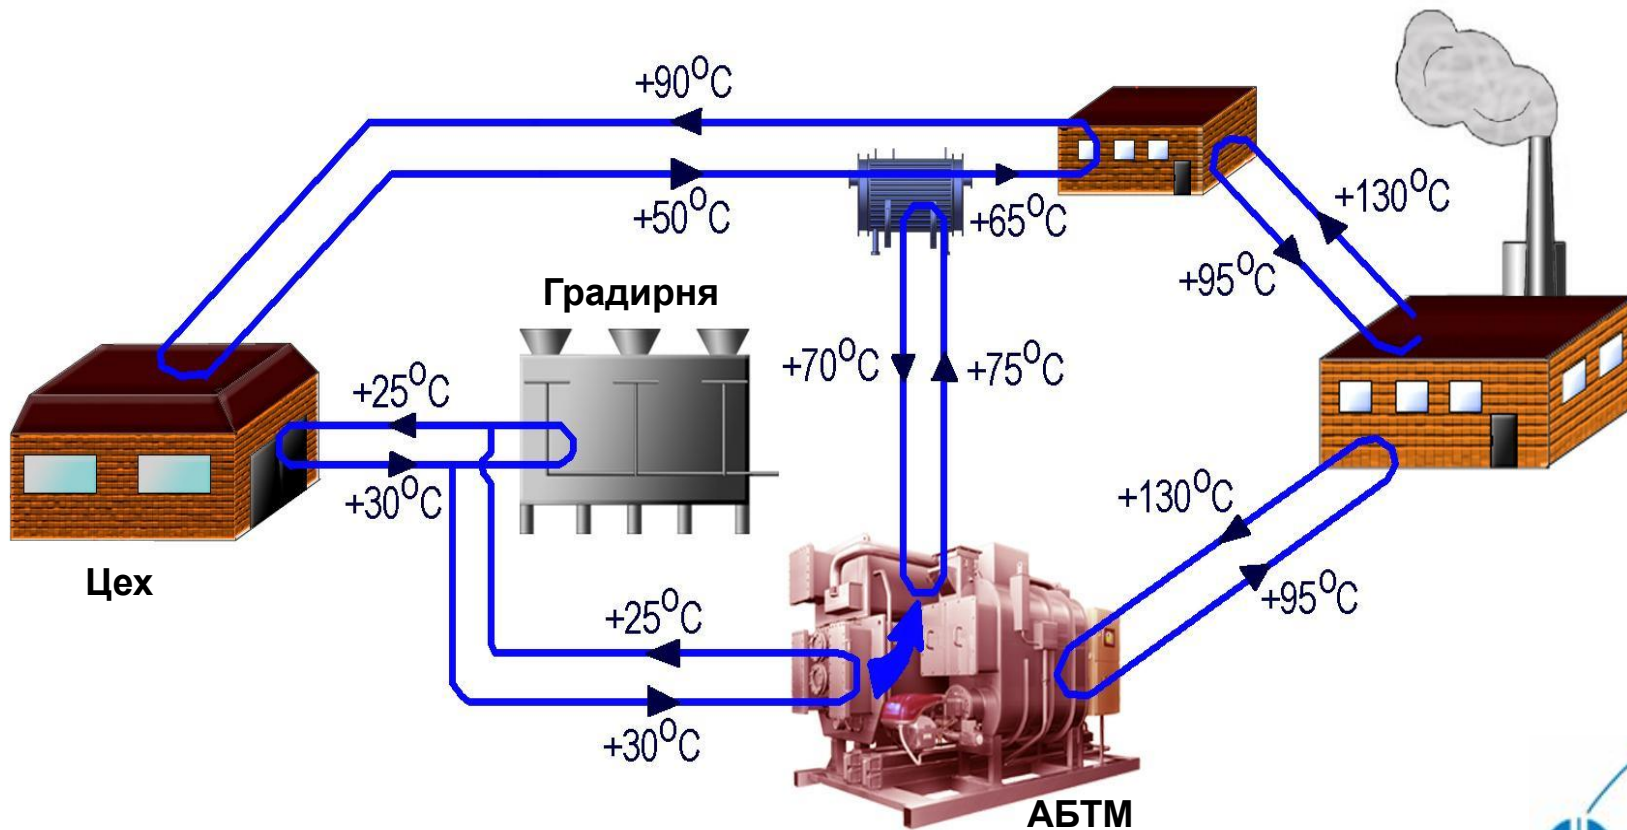 +90⁰C
+50⁰C
+65⁰C
+130⁰C
+95⁰C
Градирня
+70⁰C
+75⁰C
+25⁰C
+30⁰C
Цех
+130⁰C
+95⁰C
+25⁰C
+30⁰C
АБТМ